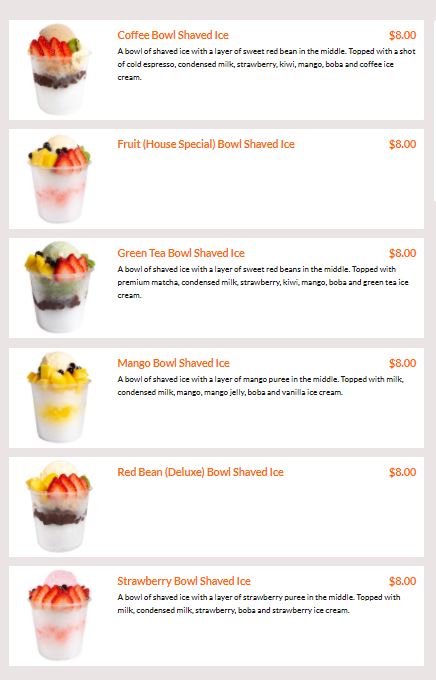 Coffee Bowl Shaved Ice $8.00
A bowl of shaved ice with a layer of sweet red bean in the middle. Topped with a shot
of cold espresso, condensed milk, strawberry, kiwi, mango, boba and coffee ice
cream.
Fruit (House Special) Bowl Shaved Ice $8.00
Green Tea Bowl Shaved Ice $8.00
A bowl of shaved ice with a layer of sweet red beans in the middle. Topped with
premium matcha, condensed milk, strawberry, kiwi, mango, boba and green tea ice
cream.
Mango Bowl Shaved Ice $8.00
A bowl of shaved ice with a layer of mango puree in the middle. Topped with milk,
condensed milk, mango, mango jelly, boba and vanilla ice cream.
Red Bean (Deluxe) Bowl Shaved Ice $8.00
Strawberry Bowl Shaved Ice $8.00
A bowl of shaved ice with a layer of strawberry puree in the middle. Topped with
milk, condensed milk, strawberry, boba and strawberry ice cream.